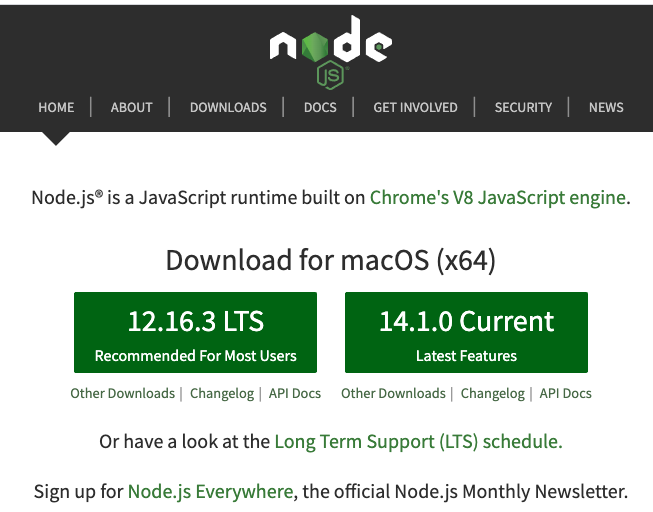 node
JS
HOME | ABOUT | DOWNLOADS | DOCS | GET INVOLVED | SECURITY | NEWS
Node.js® is a JavaScript runtime built on Chrome's V8 JavaScript engine.
Download for macOS (x64)
12.16.3 LTS
Recommended For Most Users
14.1.0 Current
Latest Features
Other Downloads | Changelog | API Docs
Other Downloads | Changelog | API Docs
Or have a look at the Long Term Support (LTS) schedule.
Sign up for Node.js Everywhere, the official Node.js Monthly Newsletter.